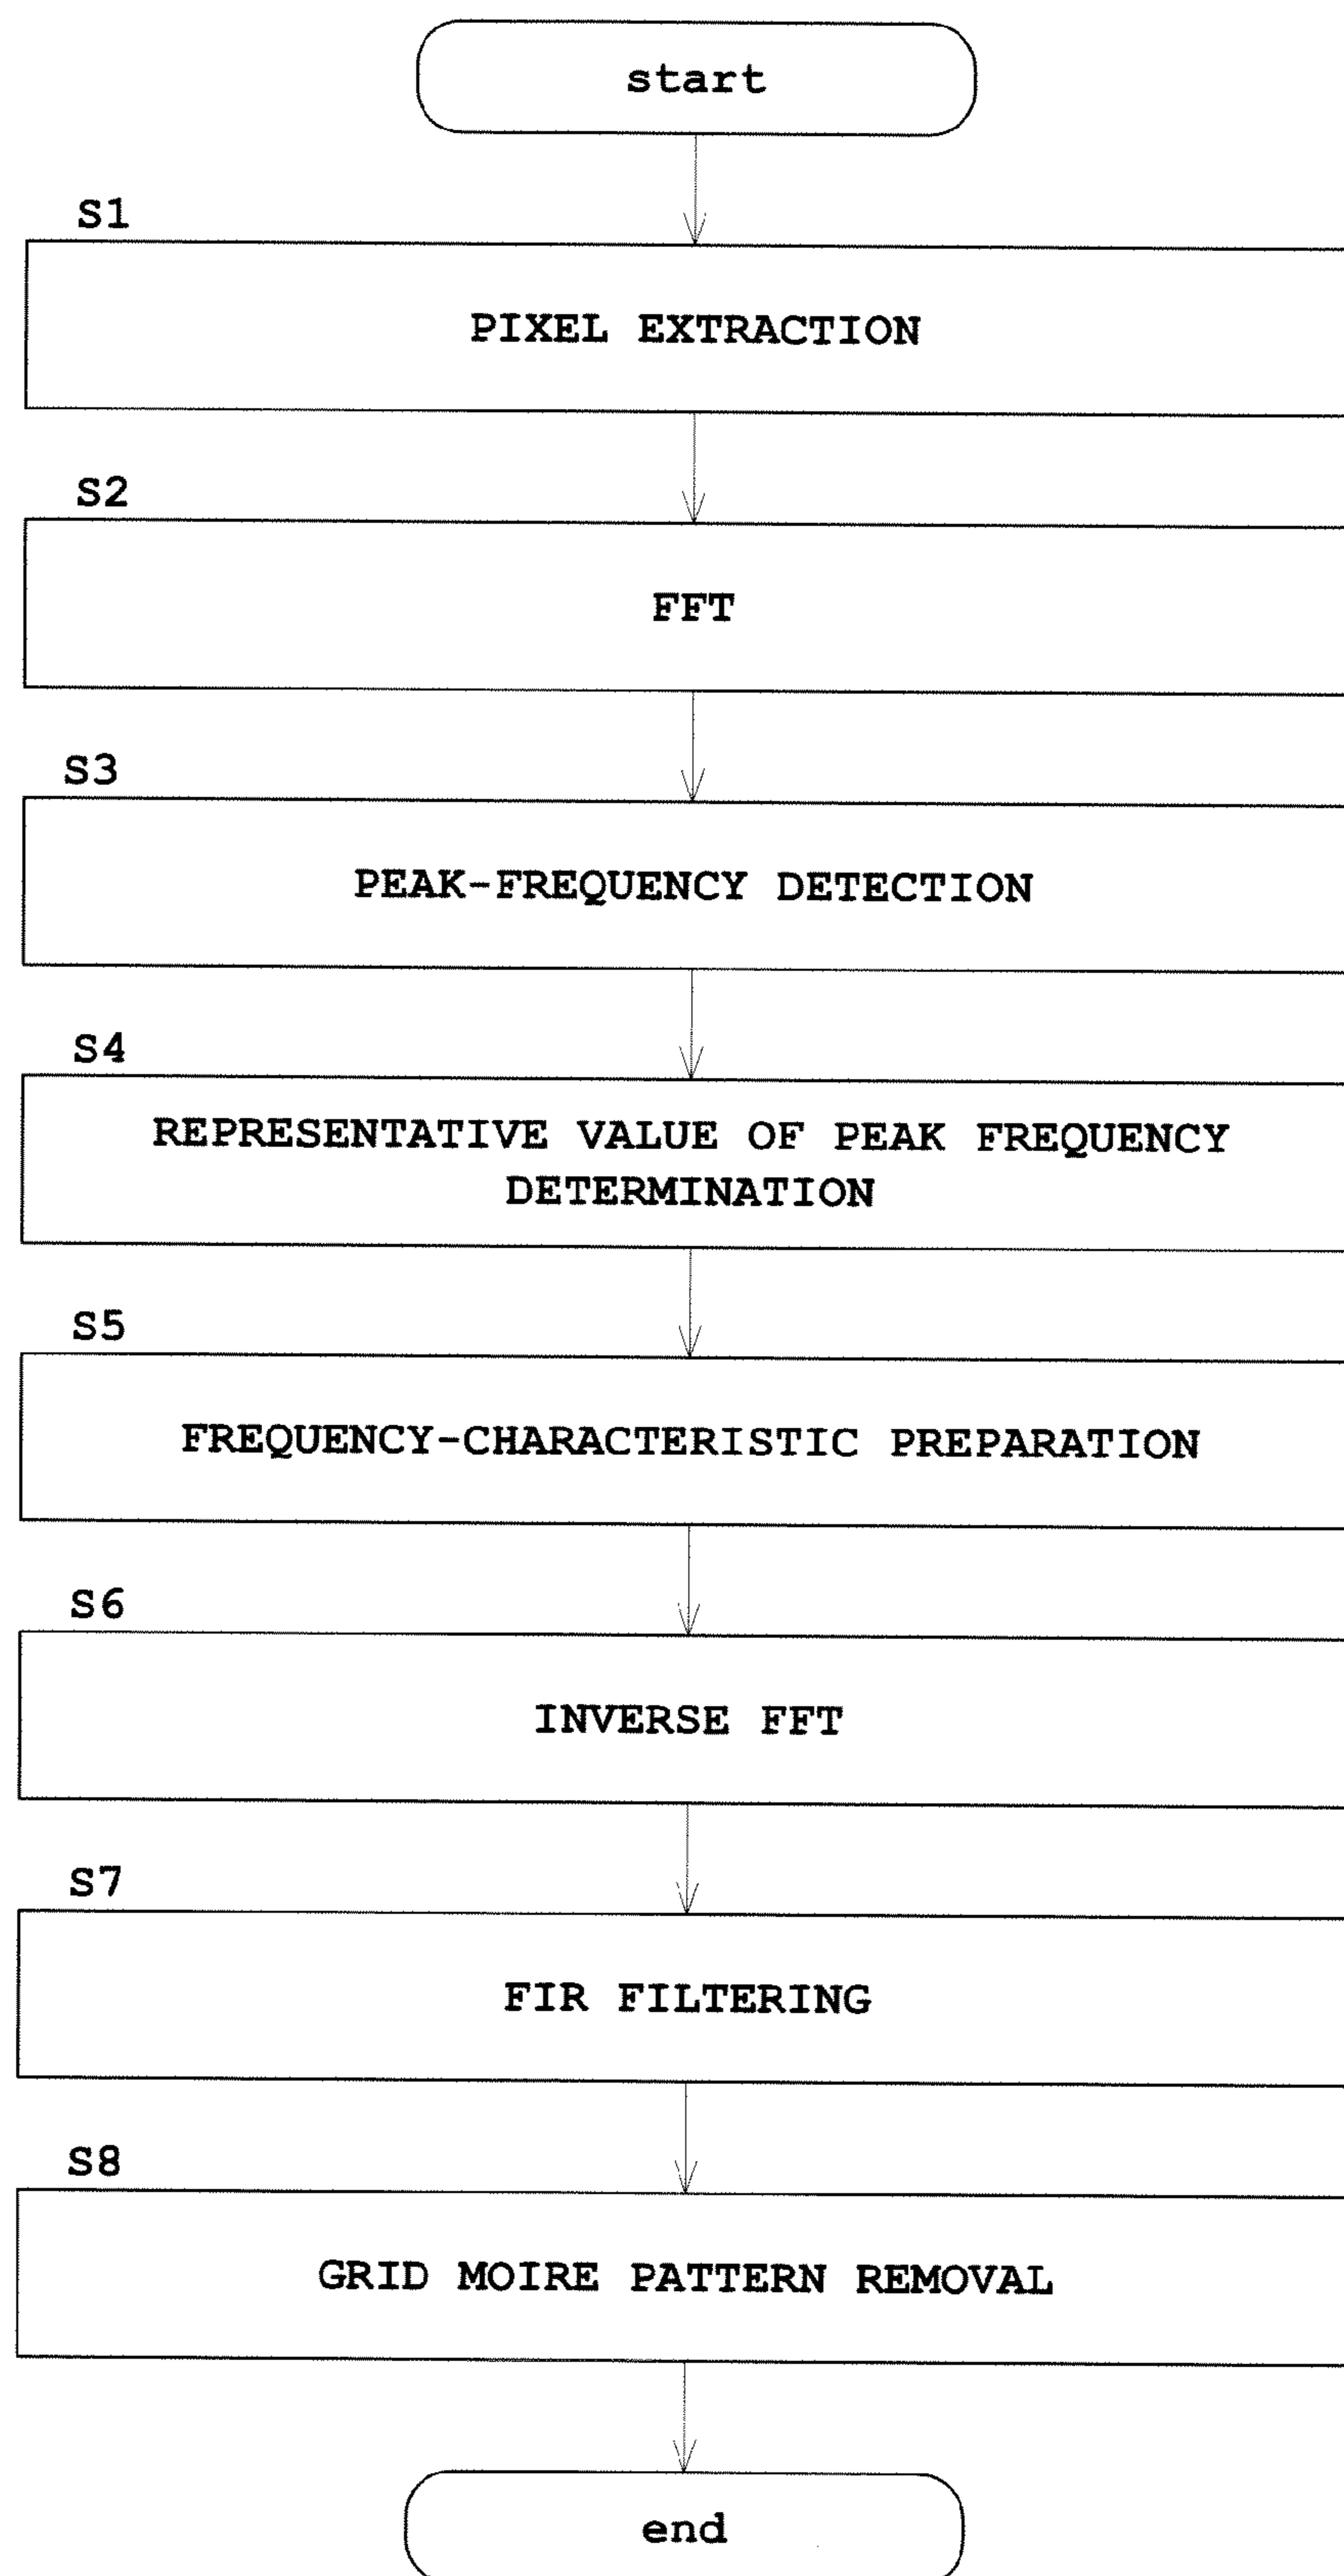 start
S1
PIXEL EXTRACTION
S2
FFT
S3
PEAK-FREQUENCY DETECTION
S4
REPRESENTATIVE VALUE OF PEAK FREQUENCY
DETERMINATION
S5
FREQUENCY-CHARACTERISTIC PREPARATION
S6
INVERSE FFT
S7
FIR FILTERING
S8
GRID MOIRE PATTERN REMOVAL
end